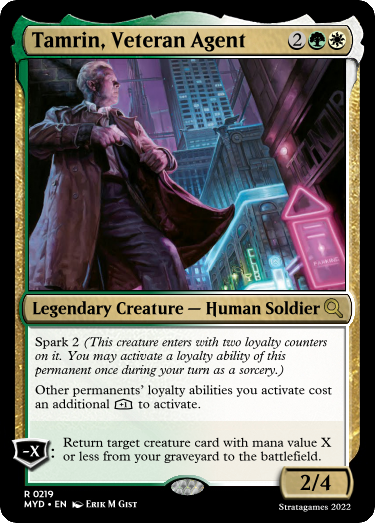 Tamrin, Veteran Agent 2
PARKING
Legendary Creature — Human Soldier
Spark 2 (This creature enters with two loyalty counters
on it. You may activate a loyalty ability of this
permanent once during your turn as a sorcery.)
Other permanents' loyalty abilities you activate cost
an additional +1 to activate.
-X: Return target creature card with mana value X
or less from your graveyard to the battlefield.
2/4
R 0219
MYD • EN Erik M Gist
Stratagames 2022